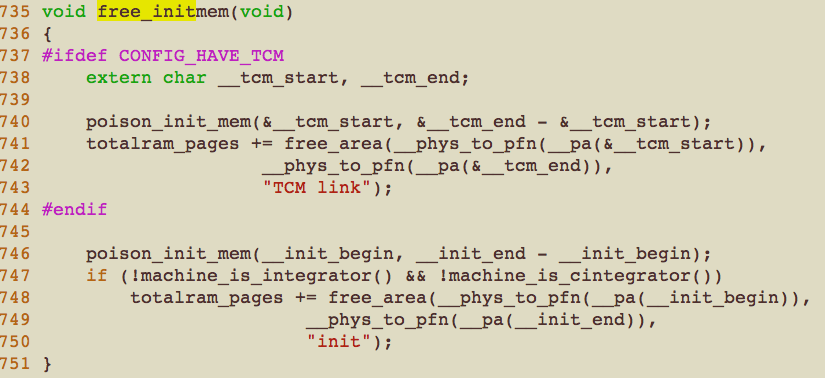 735 void free_initmem(void)
736 {
737 #ifdef CONFIG_HAVE_TCM
738     extern char __tcm_start, __tcm_end;
739
740     poison_init_mem(&__tcm_start, &__tcm_end - &__tcm_start);
741     totalram_pages += free_area(__phys_to_pfn(__pa(&__tcm_start)),
742                     __phys_to_pfn(__pa(&__tcm_end)),
743                     "TCM link");
744 #endif
745
746     poison_init_mem(__init_begin, __init_end - __init_begin);
747     if (!machine_is_integrator() && !machine_is_cintegrator())
748         totalram_pages += free_area(__phys_to_pfn(__pa(__init_begin)),
749                         __phys_to_pfn(__pa(__init_end)),
750                         "init");
751 }